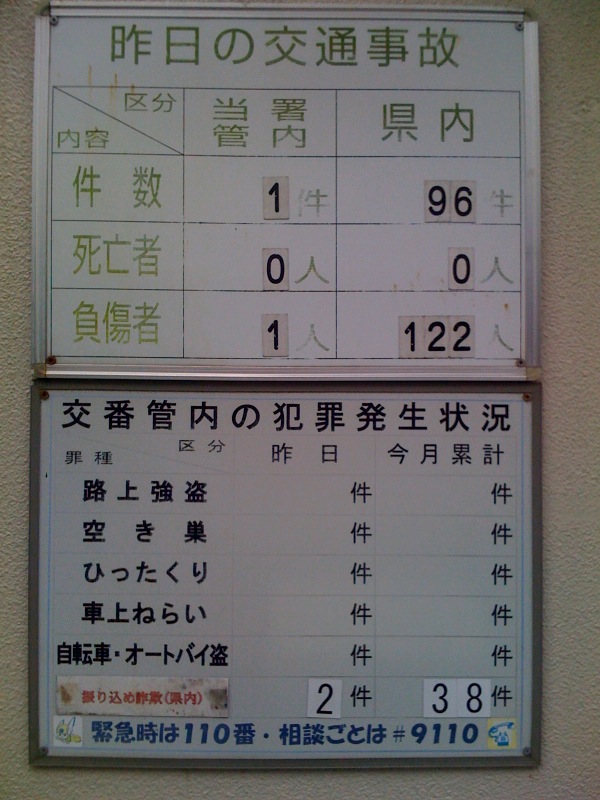 昨日の交通事故
区分 当署管内 県内
内容
件数 1件 96件
死亡者 0人 0人
負傷者 1人 122人
交番管内の犯罪発生状況
罪種 区分 昨日 今月累計
路上強盗 件 件
空き巣 件 件
ひったくり 件 件
車上ねらい 件 件
自転車・オートバイ盗 件 件
振り込め詐欺(県内) 2件 38件
緊急時は110番・相談ごとは#9110